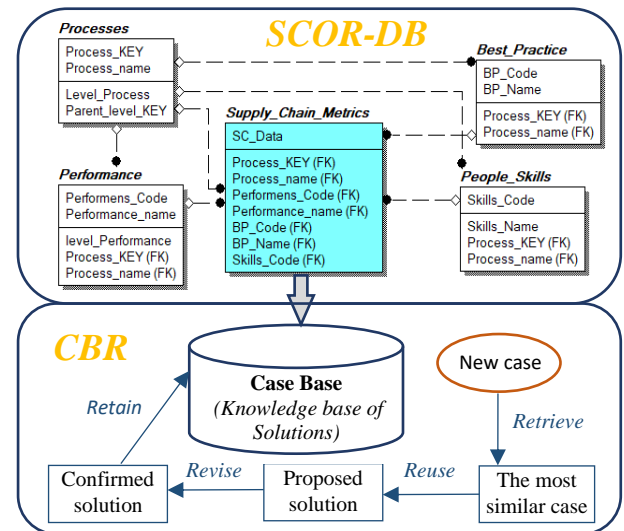 SCOR-DB
Processes
Process_KEY
Process_name
Level_Process
Parent_level_KEY
Best_Practice
BP_Code
BP_Name
Process_KEY (FK)
Process_name (FK)
Supply_Chain_Metrics
SC_Data
Process_KEY (FK)
Process_name (FK)
Performens_Code (FK)
Performance_name (FK)
BP_Code (FK)
BP_Name (FK)
Skills_Code (FK)
Performance
Performens_Code
Performance_name
level_Performance
Process_KEY (FK)
Process_name (FK)
People_Skills
Skills_Code
Skills_Name
Process_KEY (FK)
Process_name (FK)
CBR
Case Base
(Knowledge base of
Solutions)
New case
Retain
Retrieve
Confirmed
solution
Revise
Proposed
solution
Reuse
The most
similar case